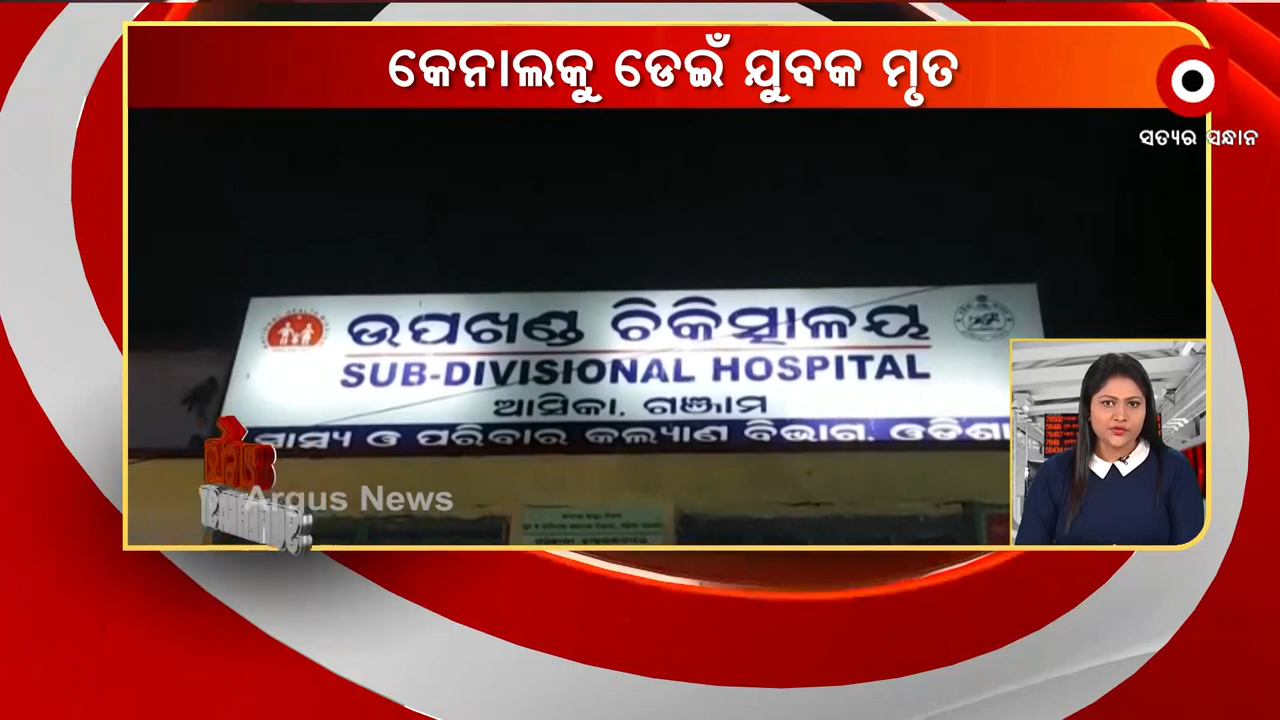 କେନାଲକୁ ଡେଇଁ ଯୁବକ ମୃତ
ସତ୍ୟର ସନ୍ଧାନ
ଉପଖଣ୍ଡ ଚିକିତ୍ସାଳୟ
SUB-DIVISIONAL HOSPITAL
ଆସିକା, ଗଞ୍ଜାମ
ସ୍ୱାସ୍ଥ୍ୟ ଓ ପରିବାର କଲ୍ୟାଣ ବିଭାଗ, ଓଡିଶା
Argus News